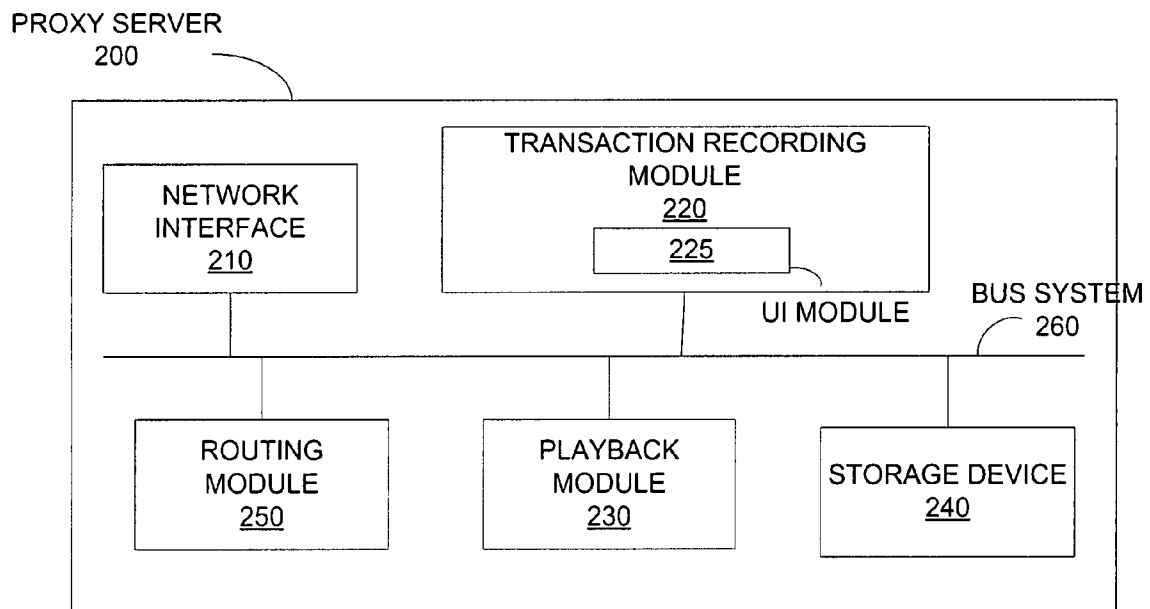 PROXY SERVER
200
TRANSACTION RECORDING
MODULE
220
225
UI MODULE
NETWORK
INTERFACE
210
BUS SYSTEM
260
ROUTING
MODULE
250
PLAYBACK
MODULE
230
STORAGE DEVICE
240